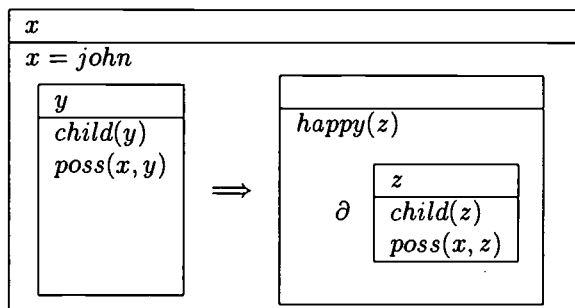 x
x = john
y
child(y)
poss(x, y)
⟹
happy(z)
∂
z
child(z)
poss(x, z)